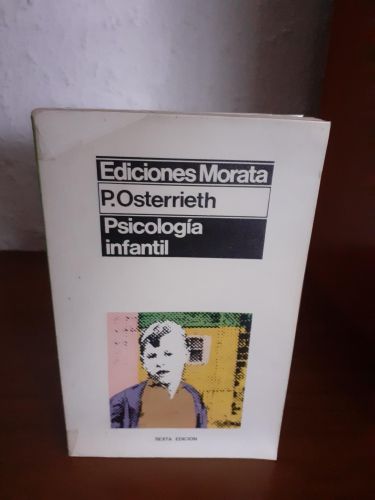 Ediciones Morata
P.Osterrieth
Psicología
infantil
SEXTA EDICION